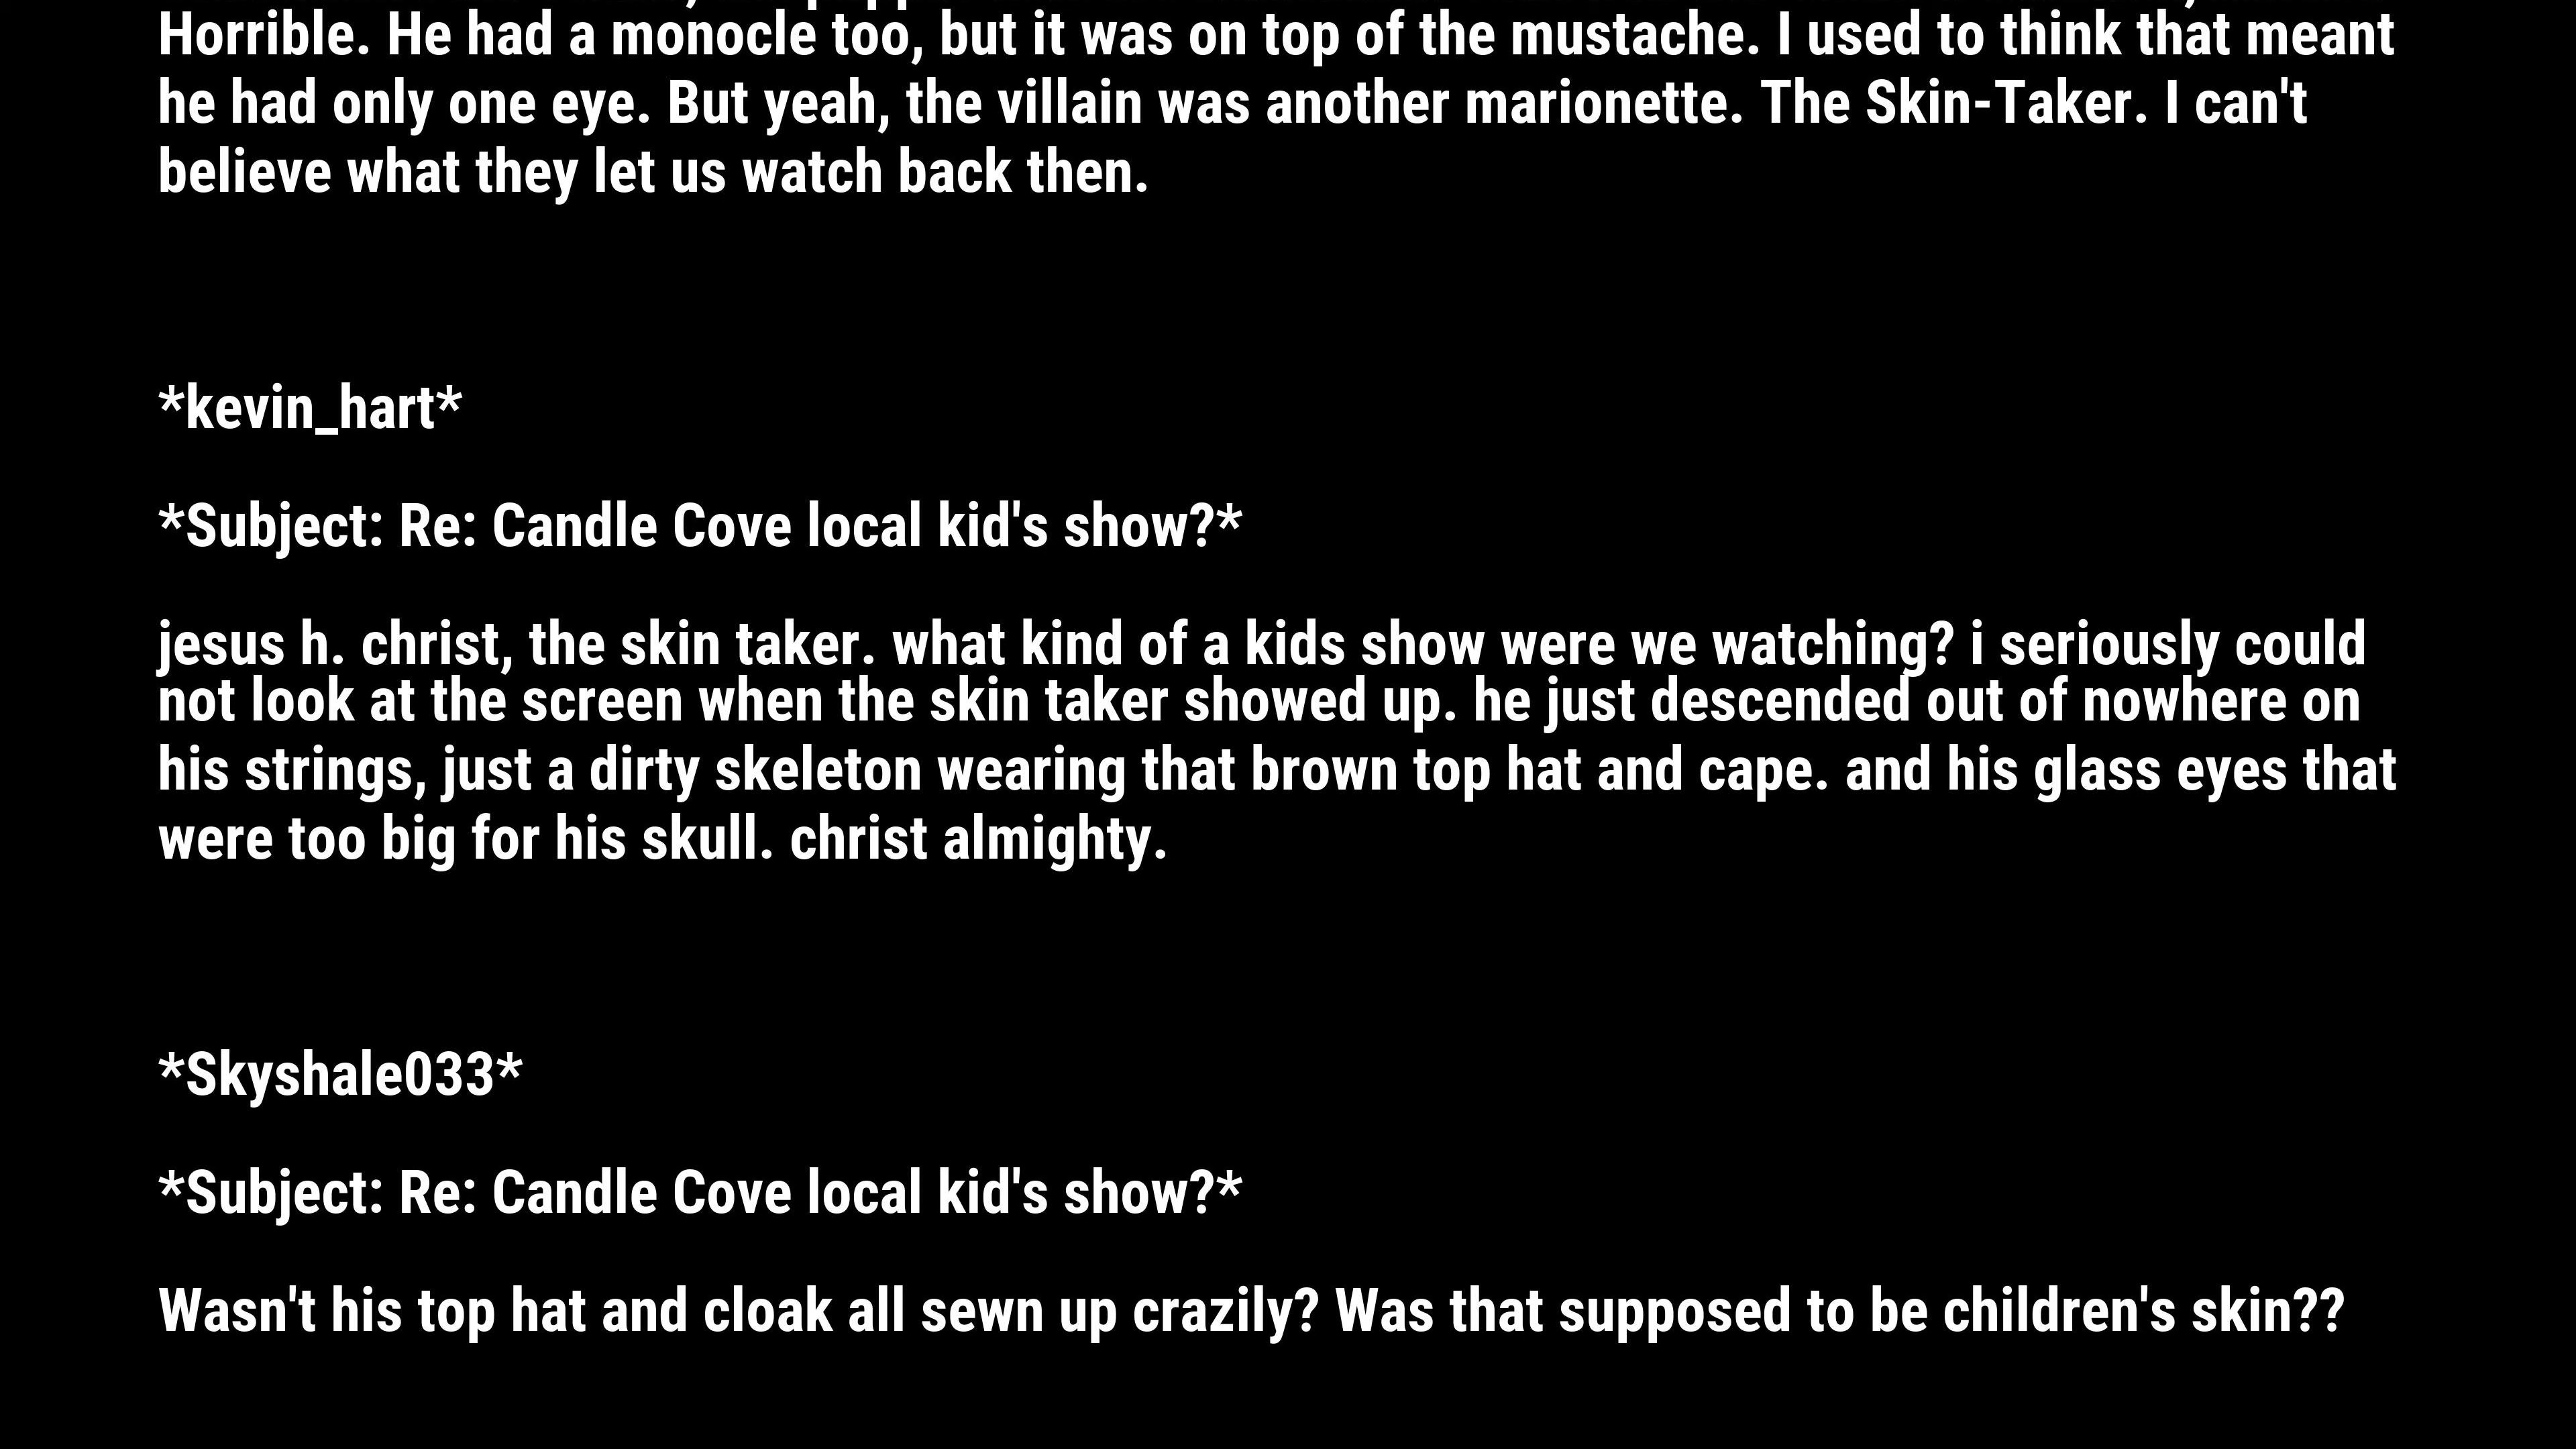 Horrible. He had a monocle too, but it was on top of the mustache. I used to think that meant
he had only one eye. But yeah, the villain was another marionette. The Skin-Taker. I can't
believe what they let us watch back then.
*kevin_hart*
*Subject: Re: Candle Cove local kid's show?*
jesus h. christ, the skin taker. what kind of a kids show were we watching? i seriously could
not look at the screen when the skin taker showed up. he just descended out of nowhere on
his strings, just a dirty skeleton wearing that brown top hat and cape. and his glass eyes that
were too big for his skull. christ almighty.
*Skyshale033*
*Subject: Re: Candle Cove local kid's show?*
Wasn't his top hat and cloak all sewn up crazily? Was that supposed to be children's skin??